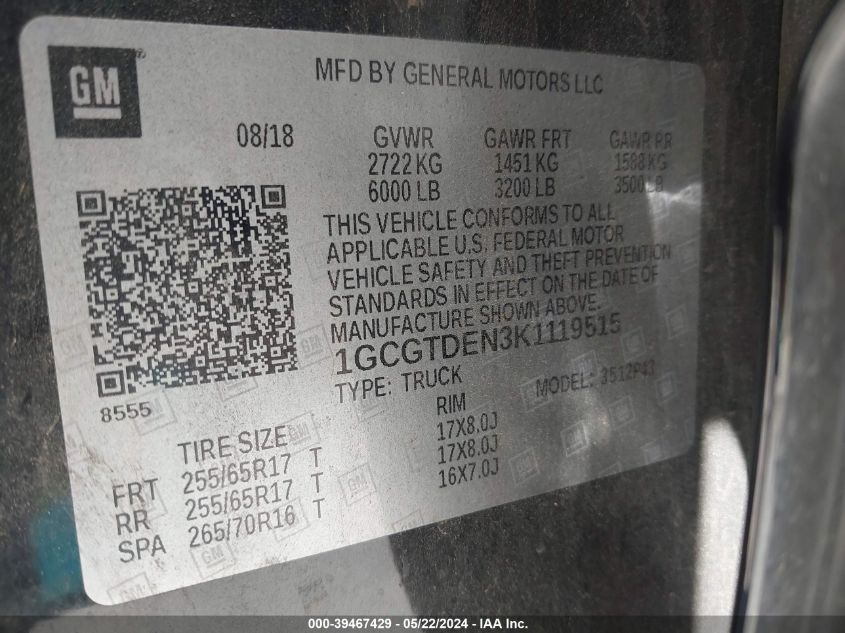 GM
MFD BY GENERAL MOTORS LLC
08/18 GVWR GAWR FRT GAWR RR
2722 KG 1451 KG 1588 KG
6000 LB 3200 LB 3500 LB
THIS VEHICLE CONFORMS TO ALL
APPLICABLE U.S. FEDERAL MOTOR
VEHICLE SAFETY AND THEFT PREVENTION
STANDARDS IN EFFECT ON THE DATE OF
MANUFACTURE SHOWN ABOVE.
1GCGTDEN3K1119515
TYPE: TRUCK MODEL: 3512P43
8555
TIRE SIZE RIM
FRT 255/65R17 T 17X8.0J
RR 255/65R17 T 17X8.0J
SPA 265/70R16 T 16X7.0J
000-39467429 - 05/22/2024 - IAA Inc.